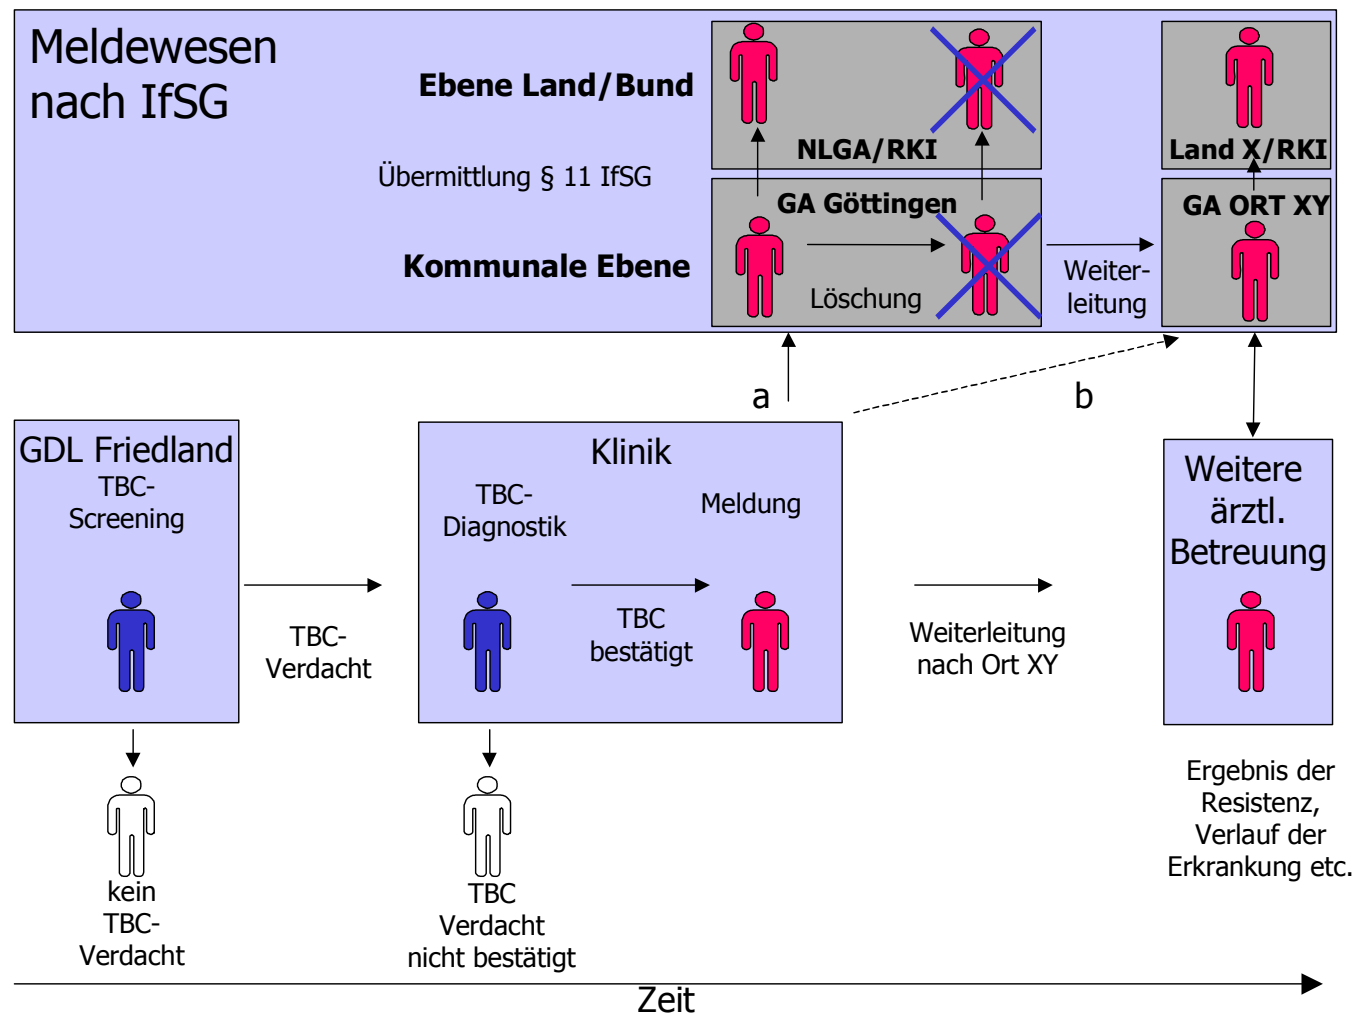 Meldewesen
nach IfSG
Ebene Land/Bund
NLGA/RKI
Land X/RKI
Übermittlung § 11 IfSG
GA Göttingen
GA ORT XY
Kommunale Ebene
Löschung
Weiter-
leitung
a
b
GDL Friedland
TBC-
Screening
TBC-
Verdacht
kein
TBC-
Verdacht
Klinik
TBC-
Diagnostik
Meldung
TBC
bestätigt
TBC
Verdacht
nicht bestätigt
Weiterleitung
nach Ort XY
Weitere
ärztl.
Betreuung
Ergebnis der
Resistenz,
Verlauf der
Erkrankung etc.
Zeit